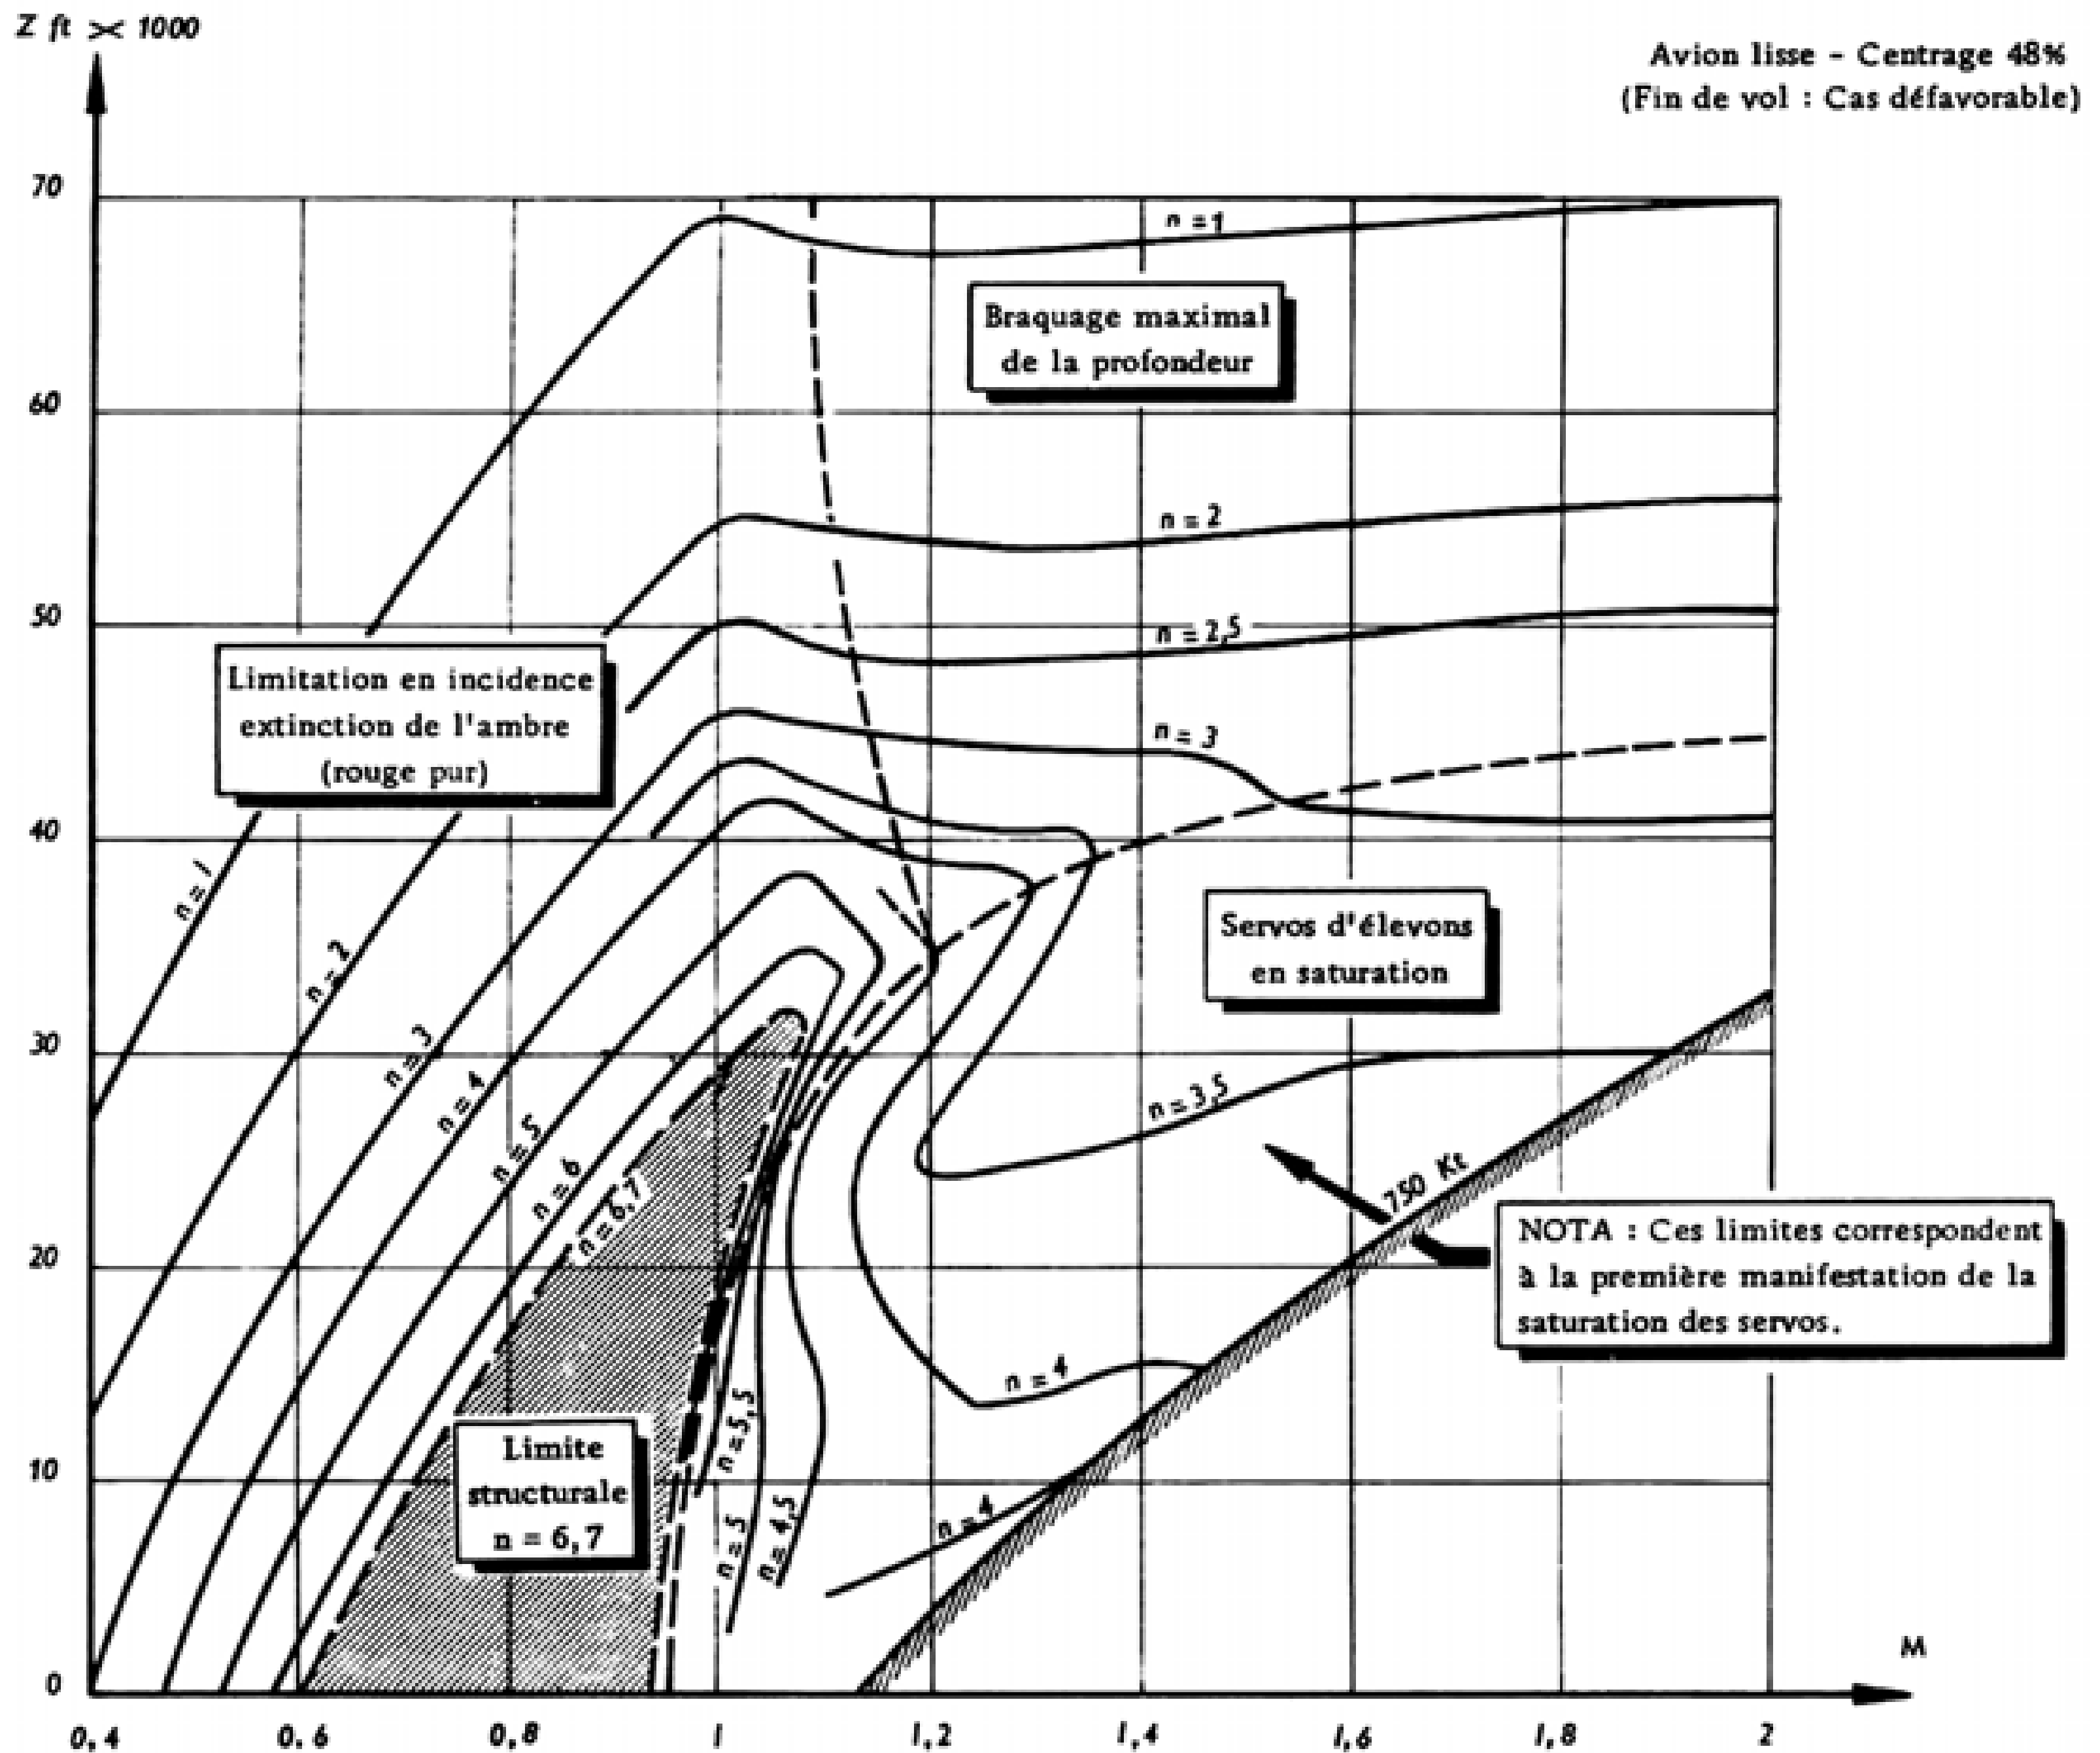 Z ft × 1000
Avion lisse - Centrage 48%
(Fin de vol : Cas défavorable)
70
n = 1
Braquage maximal
de la profondeur
60
n = 2
50
n = 2,5
Limitation en incidence
extinction de l'ambre
(rouge pur)
n = 3
40
n = 1
n = 2
Servos d'élevons
en saturation
30
n = 3
n = 4
n = 5
n = 6
n = 6,7
n = 3,5
750 Kt
NOTA : Ces limites correspondent
à la première manifestation de la
saturation des servos.
20
n = 4
n = 5,5
Limite
structurale
n = 6,7
10
n = 5
n = 4,5
n = 4
M
0
0,4
0.6
0,8
1
1,2
1,4
1,6
1,8
2